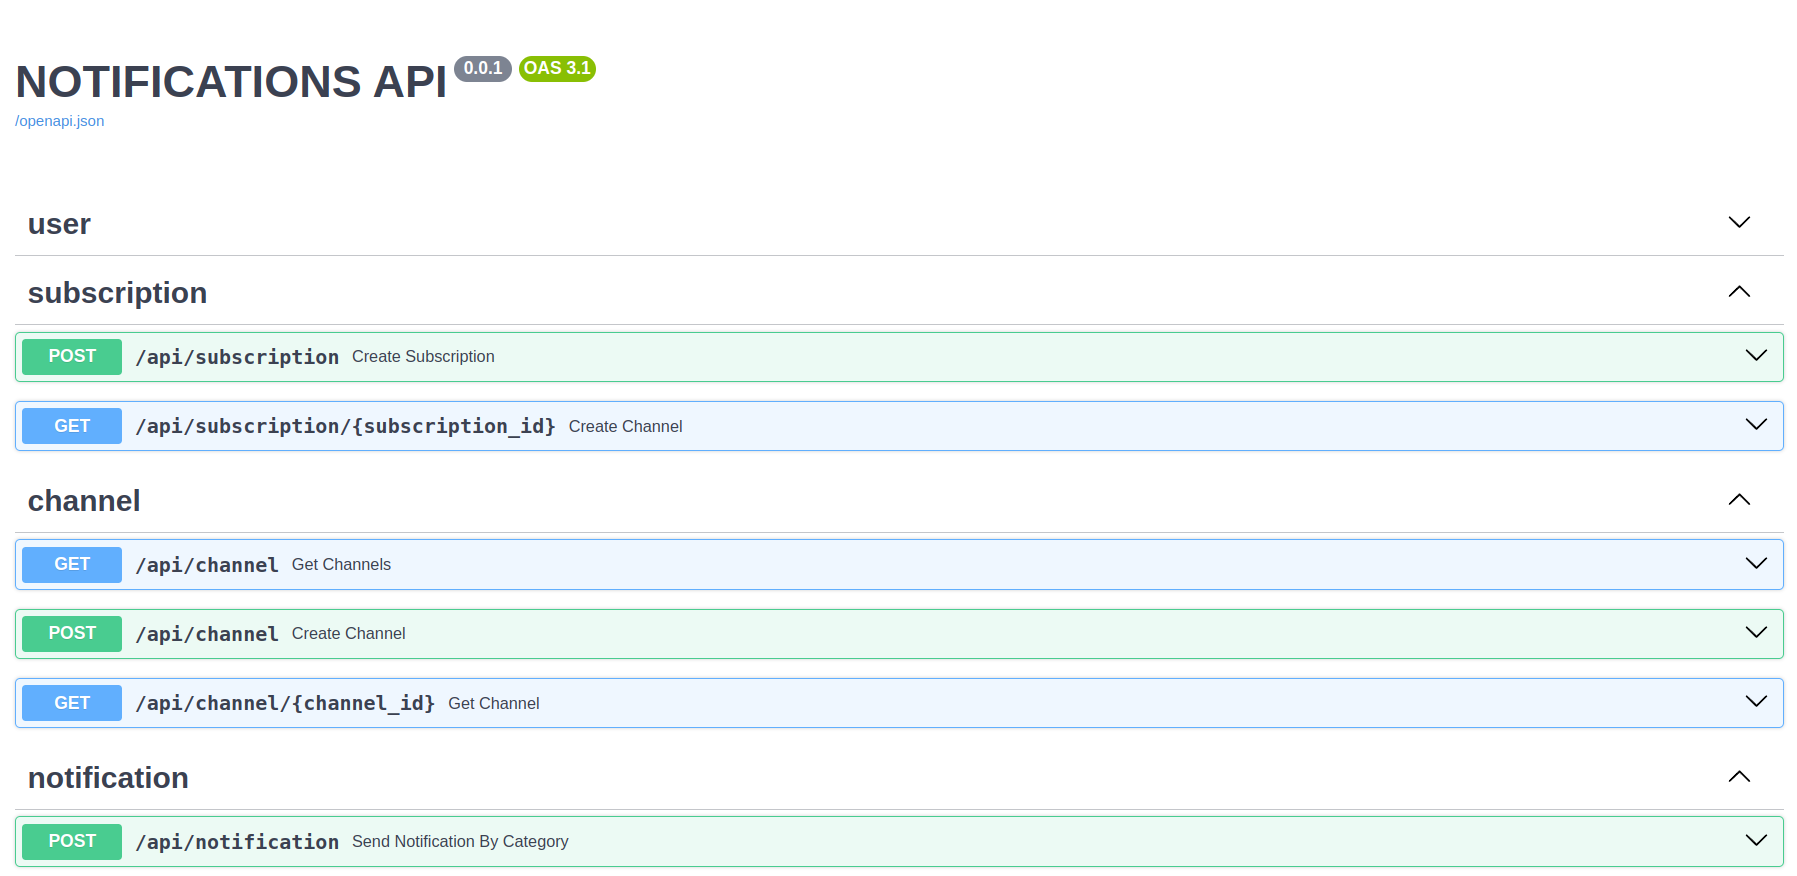 NOTIFICATIONS API 0.0.1 OAS 3.1
/openapi.json
user
subscription
POST /api/subscription Create Subscription
GET /api/subscription/{subscription_id} Create Channel
channel
GET /api/channel Get Channels
POST /api/channel Create Channel
GET /api/channel/{channel_id} Get Channel
notification
POST /api/notification Send Notification By Category